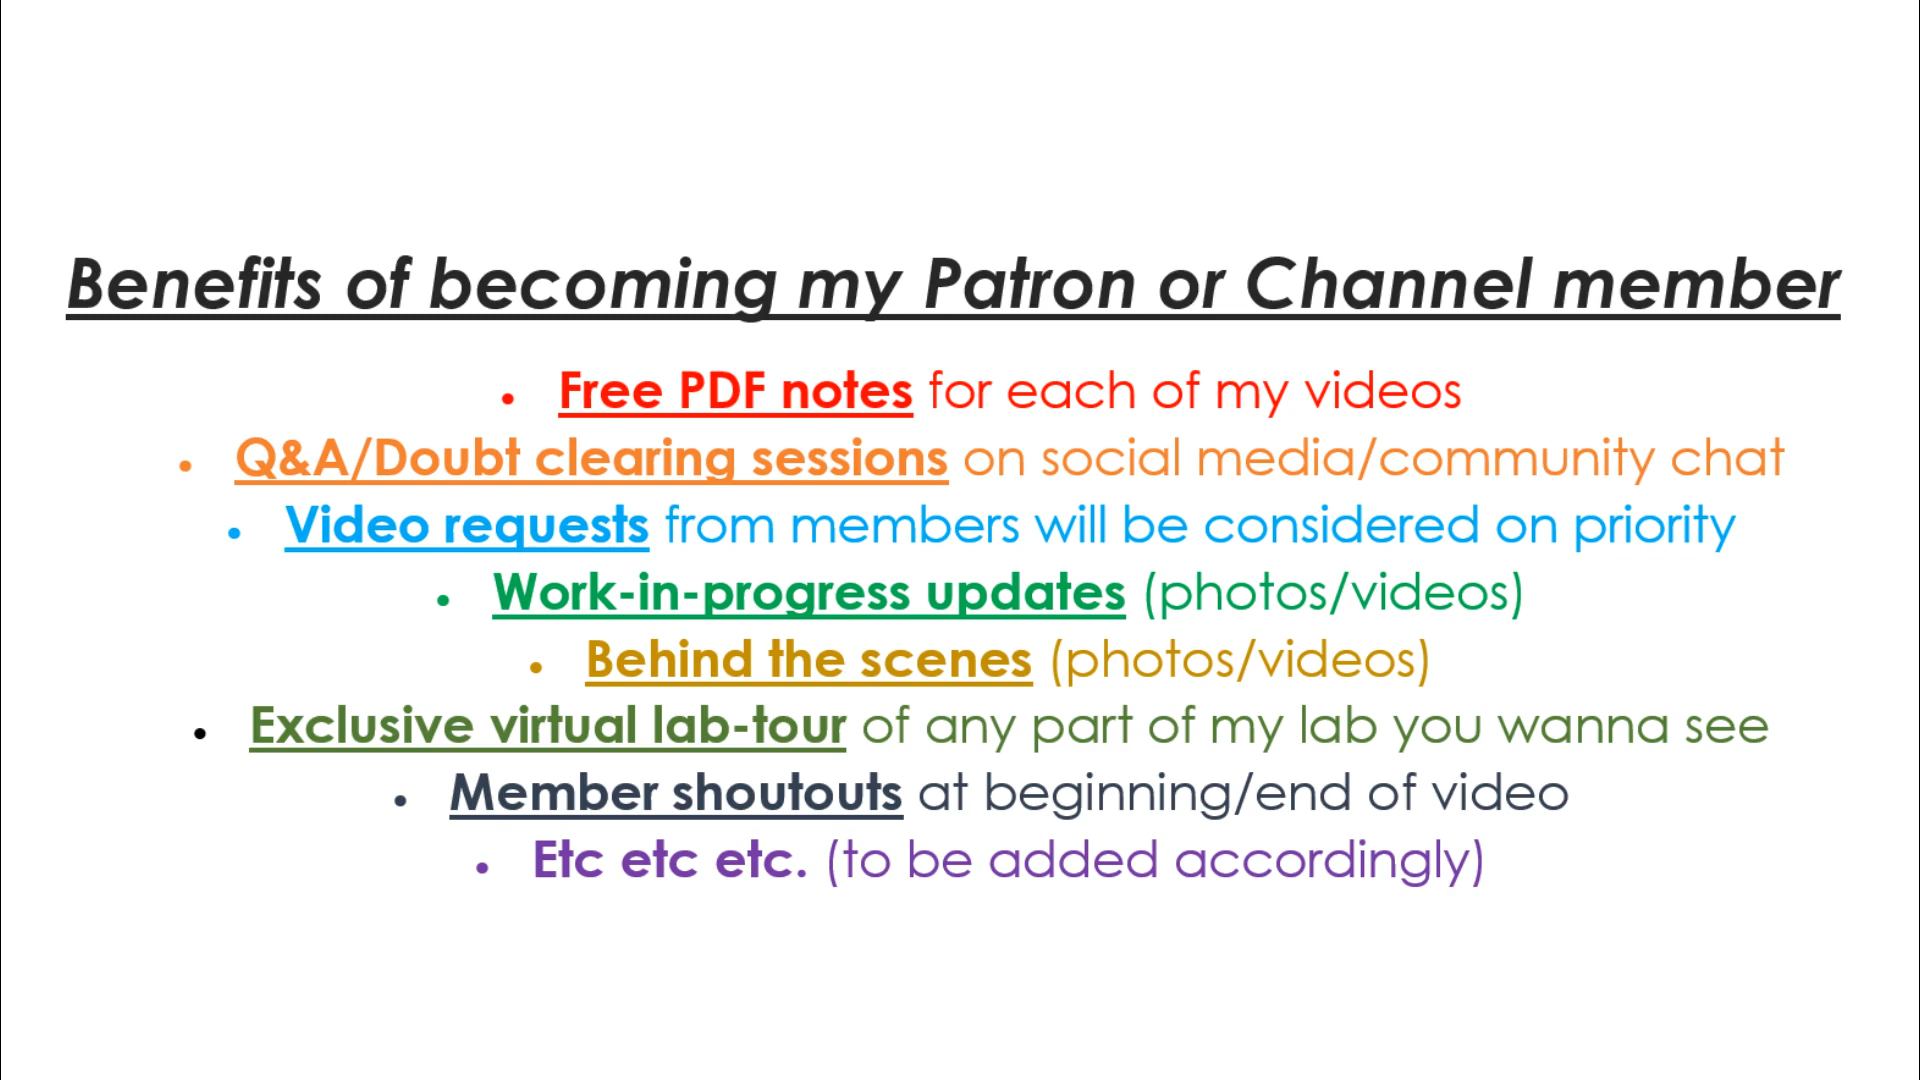 Benefits of becoming my Patron or Channel member
• Free PDF notes for each of my videos
• Q&A/Doubt clearing sessions on social media/community chat
• Video requests from members will be considered on priority
• Work-in-progress updates (photos/videos)
• Behind the scenes (photos/videos)
• Exclusive virtual lab-tour of any part of my lab you wanna see
• Member shoutouts at beginning/end of video
• Etc etc etc. (to be added accordingly)